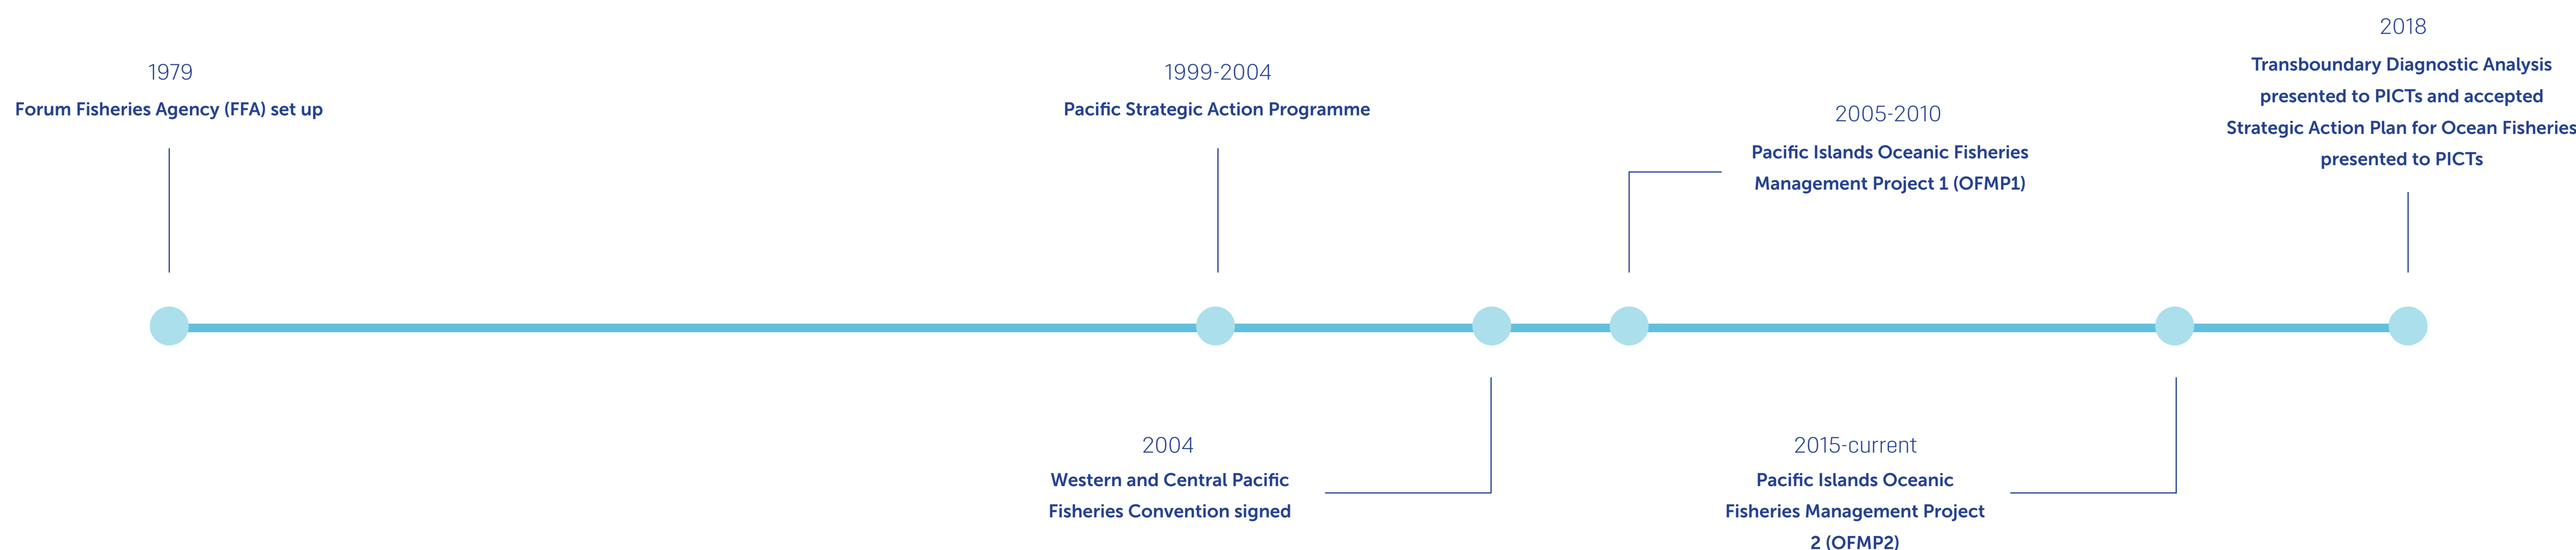 1979
Forum Fisheries Agency (FFA) set up
1999-2004
Pacific Strategic Action Programme
2004
Western and Central Pacific
Fisheries Convention signed
2005-2010
Pacific Islands Oceanic Fisheries
Management Project 1 (OFMP1)
2015-current
Pacific Islands Oceanic
Fisheries Management Project
2 (OFMP2)
2018
Transboundary Diagnostic Analysis
presented to PICTs and accepted
Strategic Action Plan for Ocean Fisheries
presented to PICTs